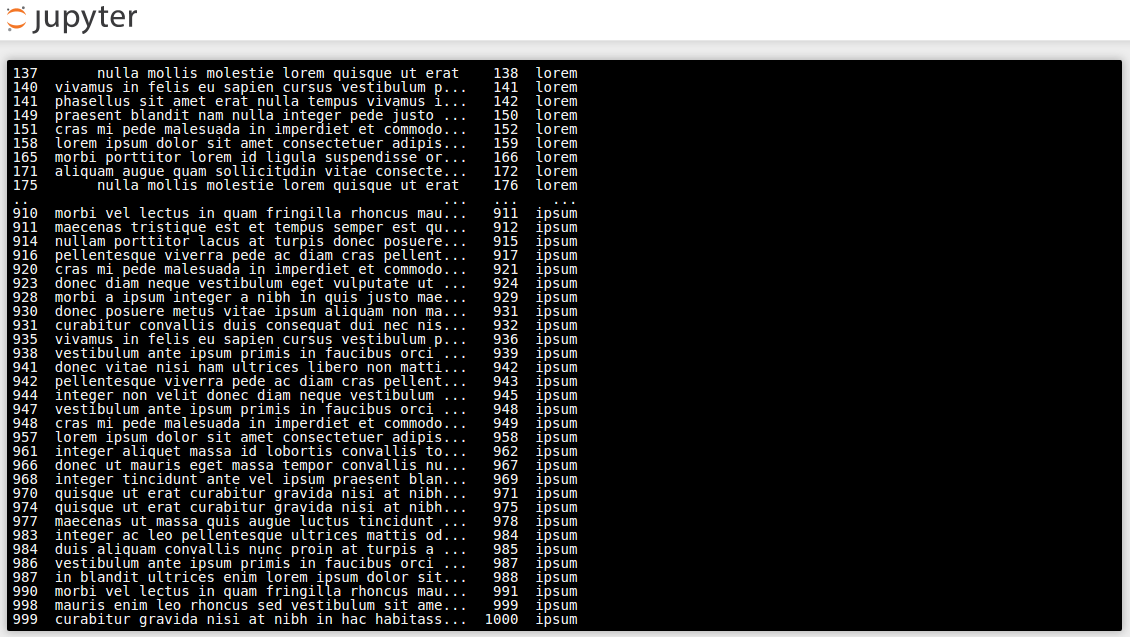 jupyter
137       nulla mollis molestie lorem quisque ut erat    138  lorem
140  vivamus in felis eu sapien cursus vestibulum p...   141  lorem
141  phasellus sit amet erat nulla tempus vivamus i...   142  lorem
149  praesent blandit nam nulla integer pede justo ...   150  lorem
151  cras mi pede malesuada in imperdiet et commodo...   152  lorem
158  lorem ipsum dolor sit amet consectetuer adipis...   159  lorem
165  morbi porttitor lorem id ligula suspendisse or...   166  lorem
171  aliquam augue quam sollicitudin vitae consecte...   172  lorem
175       nulla mollis molestie lorem quisque ut erat    176  lorem
..                                                 ...   ...    ...
910  morbi vel lectus in quam fringilla rhoncus mau...   911  ipsum
911  maecenas tristique est et tempus semper est qu...   912  ipsum
914  nullam porttitor lacus at turpis donec posuere...   915  ipsum
916  pellentesque viverra pede ac diam cras pellent...   917  ipsum
920  cras mi pede malesuada in imperdiet et commodo...   921  ipsum
923  donec diam neque vestibulum eget vulputate ut ...   924  ipsum
928  morbi a ipsum integer a nibh in quis justo mae...   929  ipsum
930  donec posuere metus vitae ipsum aliquam non ma...   931  ipsum
931  curabitur convallis duis consequat dui nec nis...   932  ipsum
935  vivamus in felis eu sapien cursus vestibulum p...   936  ipsum
938  vestibulum ante ipsum primis in faucibus orci ...   939  ipsum
941  donec vitae nisi nam ultrices libero non matti...   942  ipsum
942  pellentesque viverra pede ac diam cras pellent...   943  ipsum
944  integer non velit donec diam neque vestibulum ...   945  ipsum
947  vestibulum ante ipsum primis in faucibus orci ...   948  ipsum
948  cras mi pede malesuada in imperdiet et commodo...   949  ipsum
957  lorem ipsum dolor sit amet consectetuer adipis...   958  ipsum
961  integer aliquet massa id lobortis convallis to...   962  ipsum
966  donec ut mauris eget massa tempor convallis nu...   967  ipsum
968  integer tincidunt ante vel ipsum praesent blan...   969  ipsum
970  quisque ut erat curabitur gravida nisi at nibh...   971  ipsum
974  quisque ut erat curabitur gravida nisi at nibh...   975  ipsum
977  maecenas ut massa quis augue luctus tincidunt ...   978  ipsum
983  integer ac leo pellentesque ultrices mattis od...   984  ipsum
984  duis aliquam convallis nunc proin at turpis a ...   985  ipsum
986  vestibulum ante ipsum primis in faucibus orci ...   987  ipsum
987  in blandit ultrices enim lorem ipsum dolor sit...   988  ipsum
990  morbi vel lectus in quam fringilla rhoncus mau...   991  ipsum
998  mauris enim leo rhoncus sed vestibulum sit ame...   999  ipsum
999  curabitur gravida nisi at nibh in hac habitass...  1000  ipsum